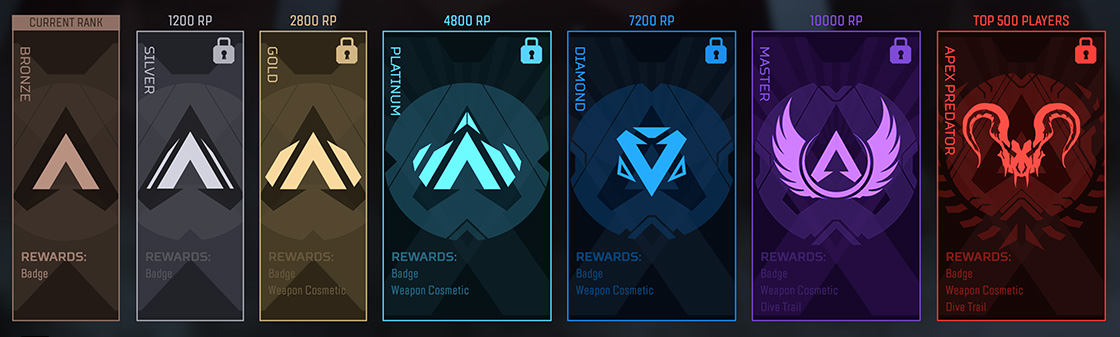 CURRENT RANK
BRONZE
REWARDS:
Badge
1200 RP
SILVER
REWARDS:
Badge
2800 RP
GOLD
REWARDS:
Badge
Weapon Cosmetic
4800 RP
PLATINUM
REWARDS:
Badge
Weapon Cosmetic
7200 RP
DIAMOND
REWARDS:
Badge
Weapon Cosmetic
10000 RP
MASTER
REWARDS:
Badge
Weapon Cosmetic
Dive Trail
TOP 500 PLAYERS
APEX PREDATOR
REWARDS:
Badge
Weapon Cosmetic
Dive Trail